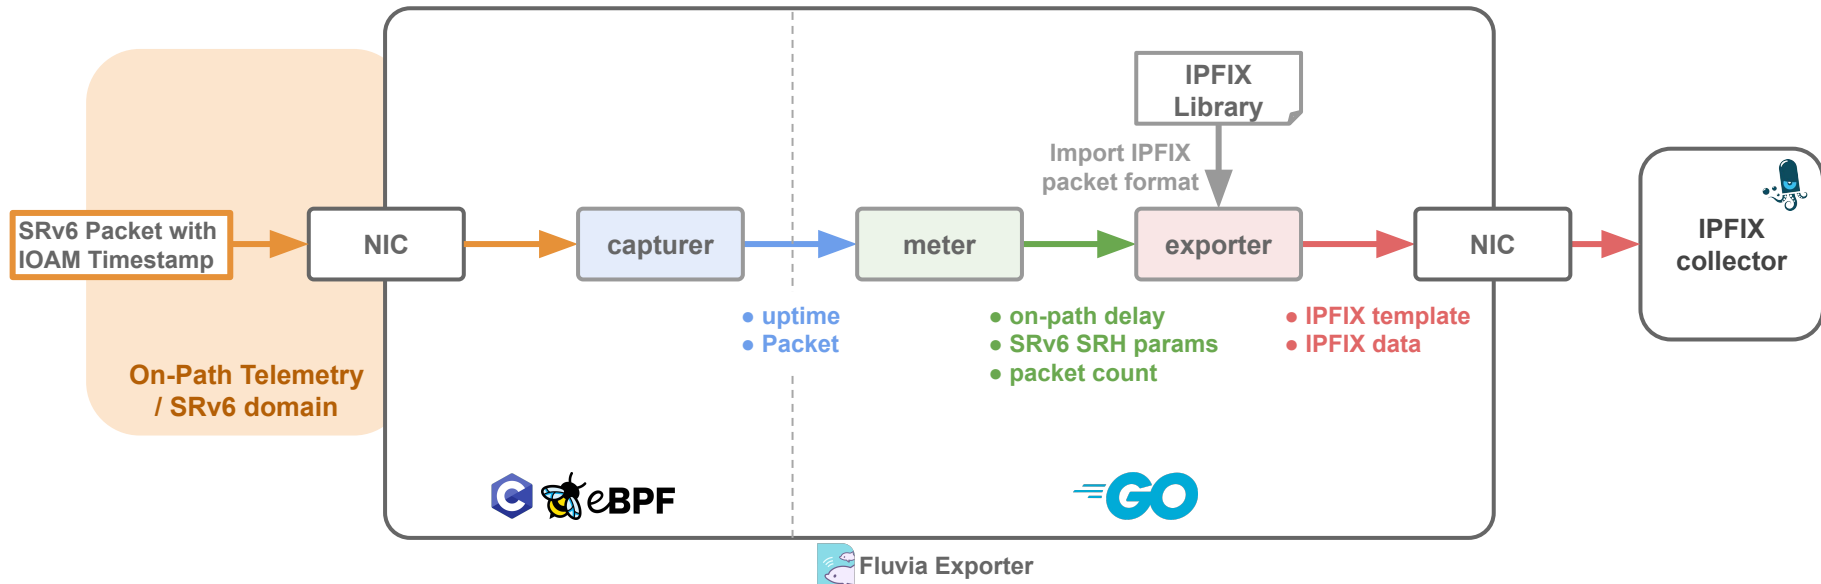 IPFIX
Library
Import IPFIX
packet format
SRv6 Packet with
IOAM Timestamp
NIC
capturer
meter
exporter
NIC
IPFIX
collector
● uptime
● Packet
● on-path delay
● SRv6 SRH params
● packet count
● IPFIX template
● IPFIX data
On-Path Telemetry
/ SRv6 domain
C
eBPF
GO
Fluvia Exporter